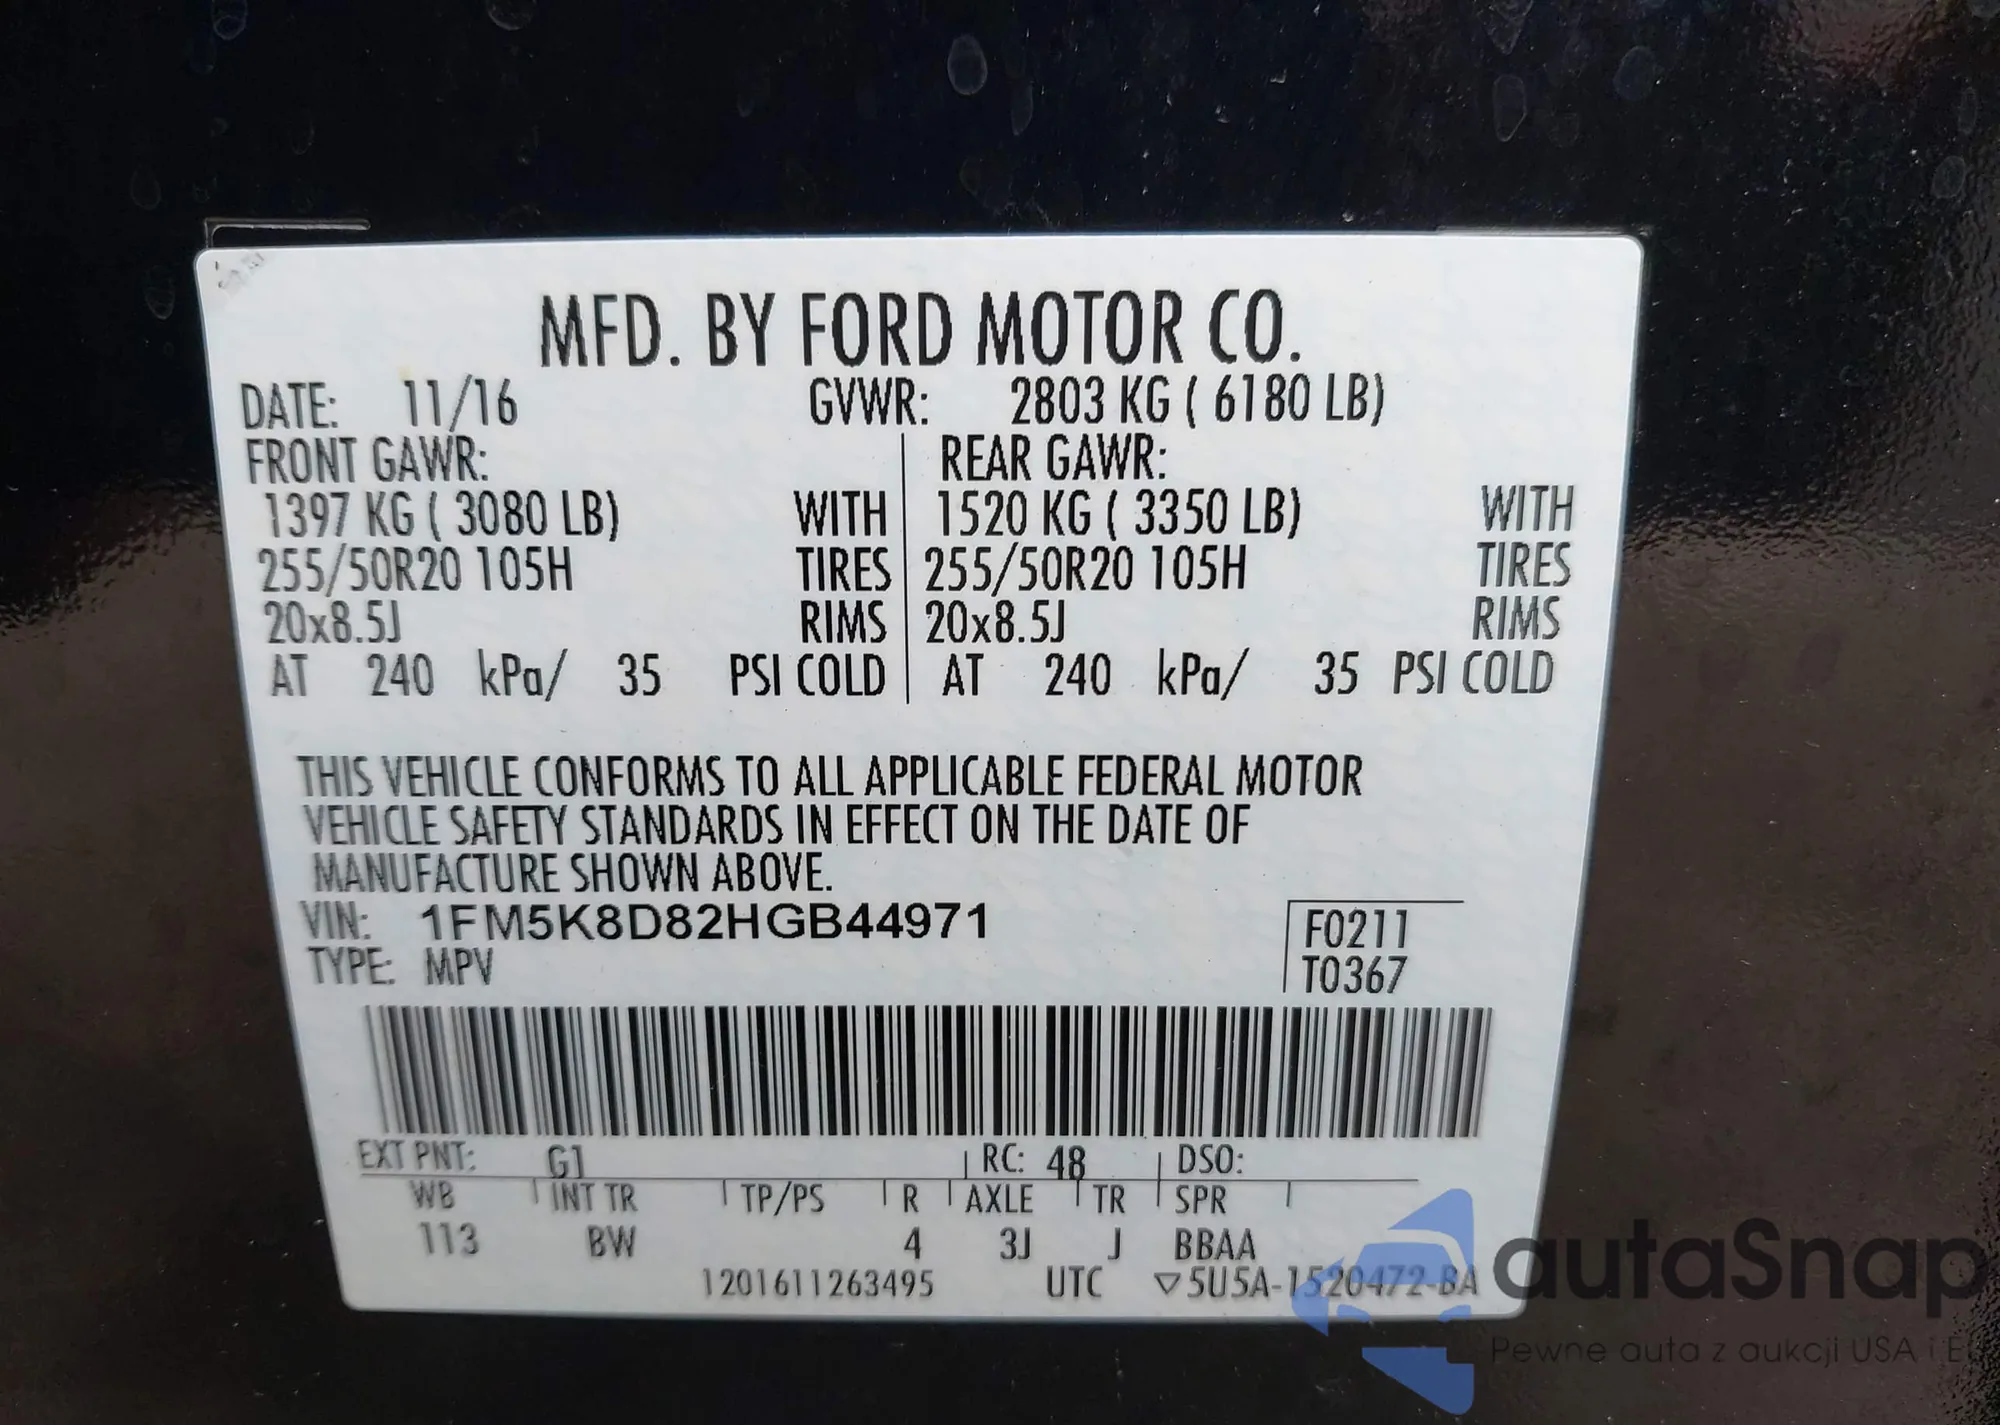 MFD. BY FORD MOTOR CO.
DATE: 11/16 GVWR: 2803 KG ( 6180 LB)
FRONT GAWR: REAR GAWR:
1397 KG ( 3080 LB) WITH 1520 KG ( 3350 LB) WITH
255/50R20 105H TIRES 255/50R20 105H TIRES
20x8.5J RIMS 20x8.5J RIMS
AT 240 kPa/ 35 PSI COLD AT 240 kPa/ 35 PSI COLD
THIS VEHICLE CONFORMS TO ALL APPLICABLE FEDERAL MOTOR
VEHICLE SAFETY STANDARDS IN EFFECT ON THE DATE OF
MANUFACTURE SHOWN ABOVE.
VIN: 1FM5K8D82HGB44971 F0211
TYPE: MPV T0367
EXT PNT: G1 RC: 48 DSO:
WB INT TR TP/PS R AXLE TR SPR
113 BW 4 3J J BBAA
1201611263495 UTC ▽5U5A-1520472-BA
autaSnap
Pewne auta z aukcji USA i